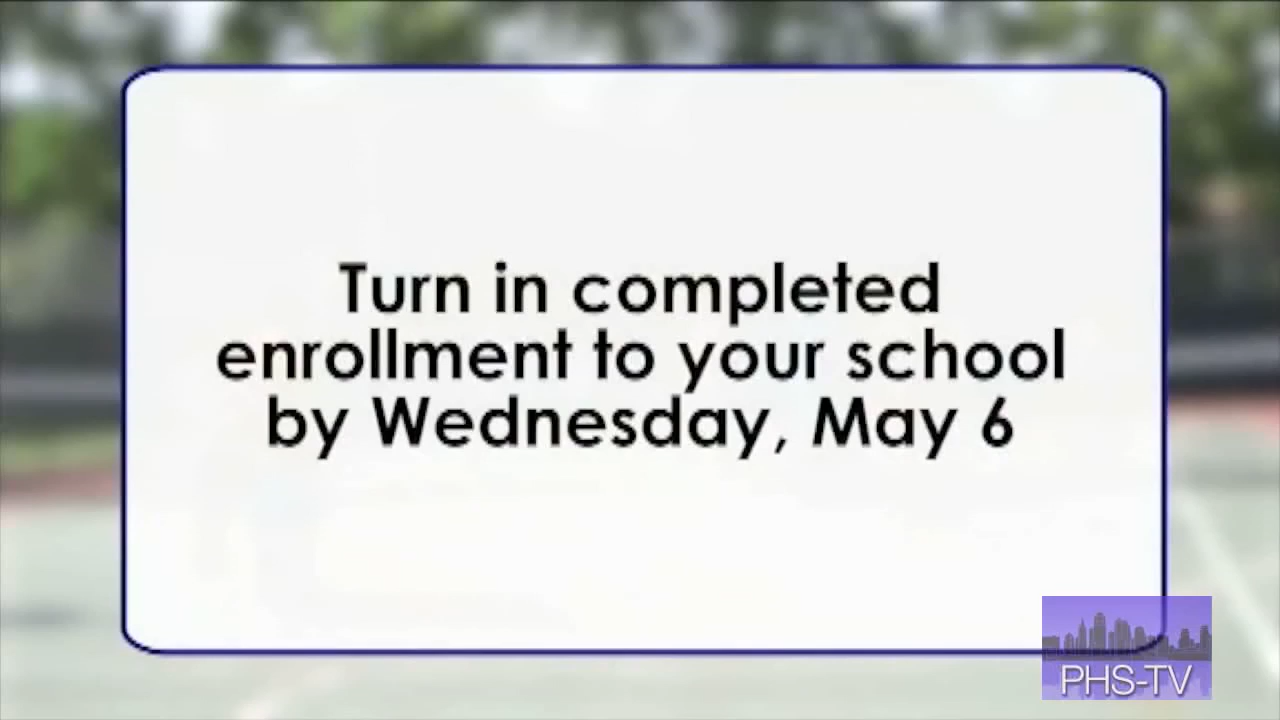 Turn in completed
enrollment to your school
by Wednesday, May 6
PHS-TV